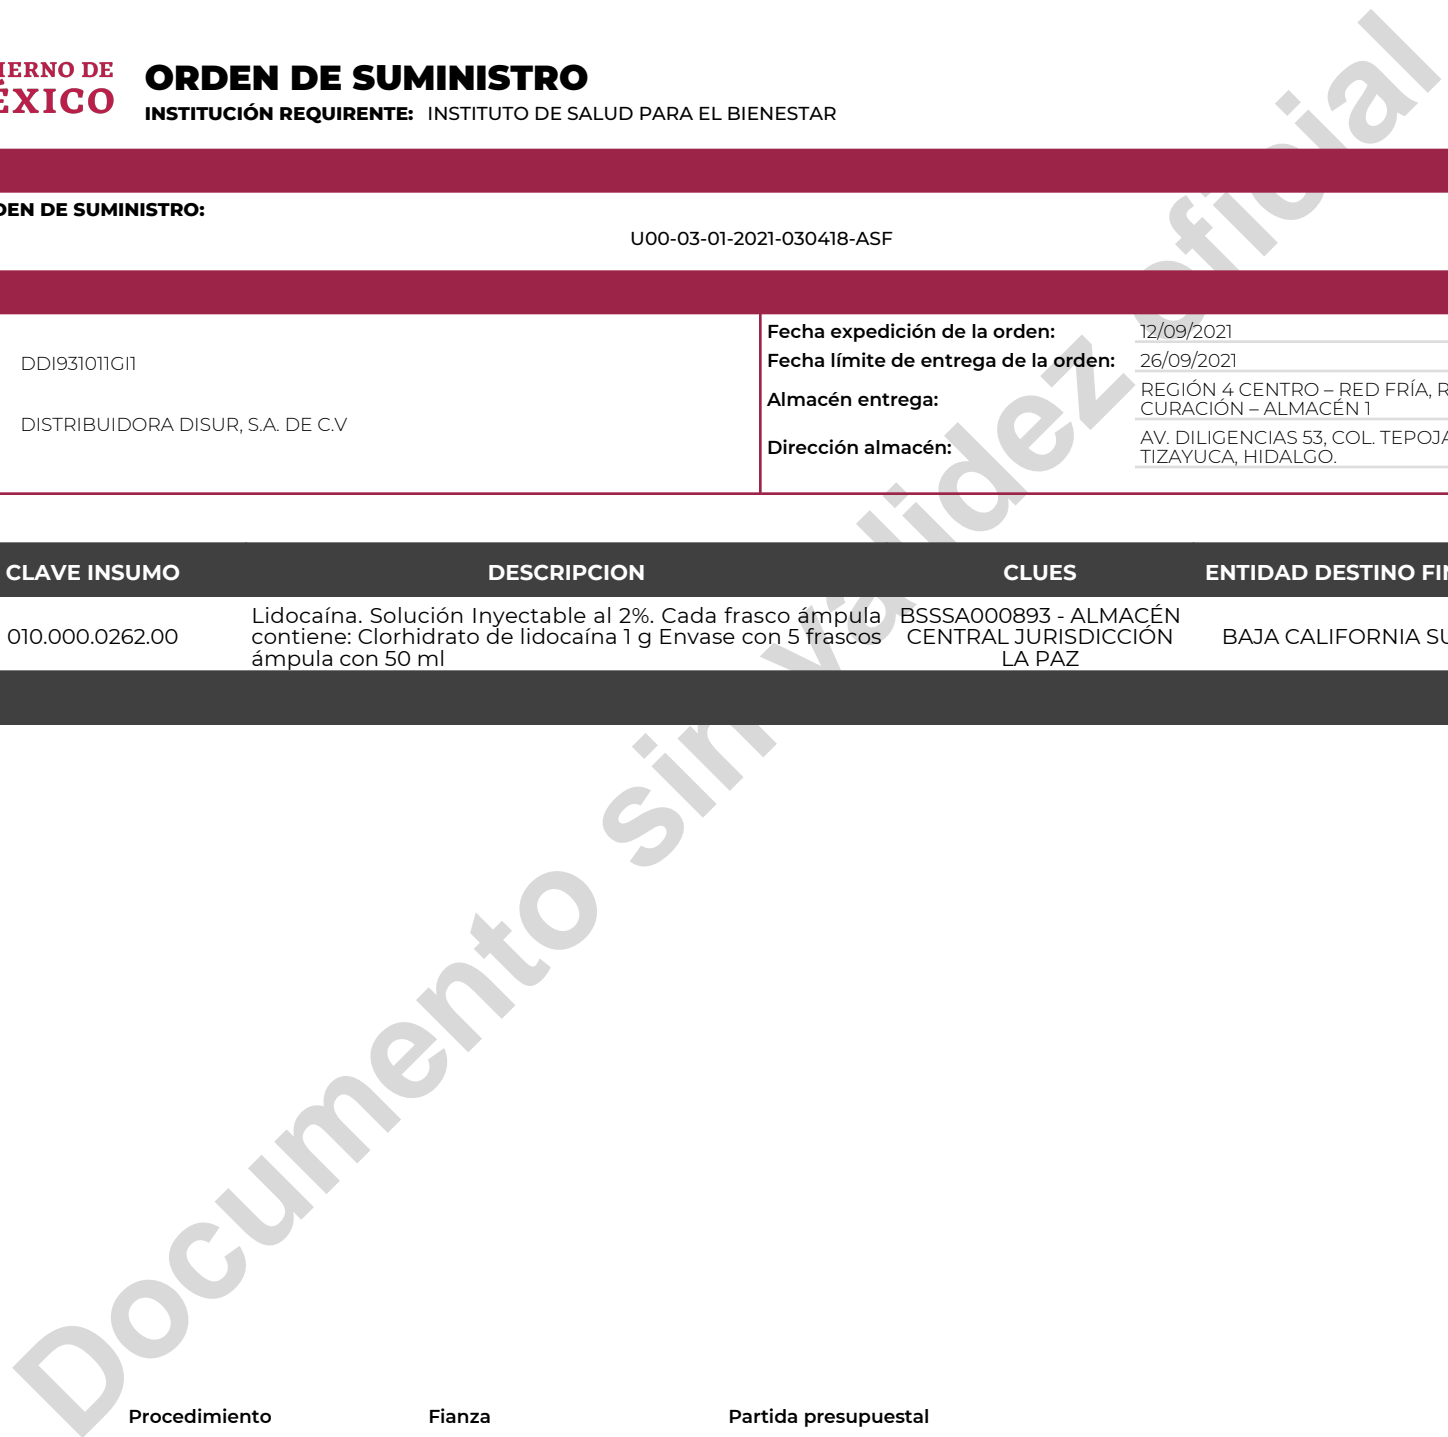 IERNO DE
ÉXICO
ORDEN DE SUMINISTRO
INSTITUCIÓN REQUIRENTE: INSTITUTO DE SALUD PARA EL BIENESTAR
DEN DE SUMINISTRO:
U00-03-01-2021-030418-ASF
DDI931011GI1
DISTRIBUIDORA DISUR, S.A. DE C.V
Fecha expedición de la orden: 12/09/2021
Fecha límite de entrega de la orden: 26/09/2021
Almacén entrega: REGIÓN 4 CENTRO – RED FRÍA, R
CURACIÓN – ALMACÉN 1
Dirección almacén: AV. DILIGENCIAS 53, COL. TEPOJA
TIZAYUCA, HIDALGO.
CLAVE INSUMO DESCRIPCION CLUES ENTIDAD DESTINO FIN
010.000.0262.00
Lidocaína. Solución Inyectable al 2%. Cada frasco ámpula
contiene: Clorhidrato de lidocaína 1 g Envase con 5 frascos
ámpula con 50 ml
BSSSA000893 - ALMACÉN
CENTRAL JURISDICCIÓN
LA PAZ
BAJA CALIFORNIA SU
Documento sin validez oficial
Procedimiento Fianza Partida presupuestal